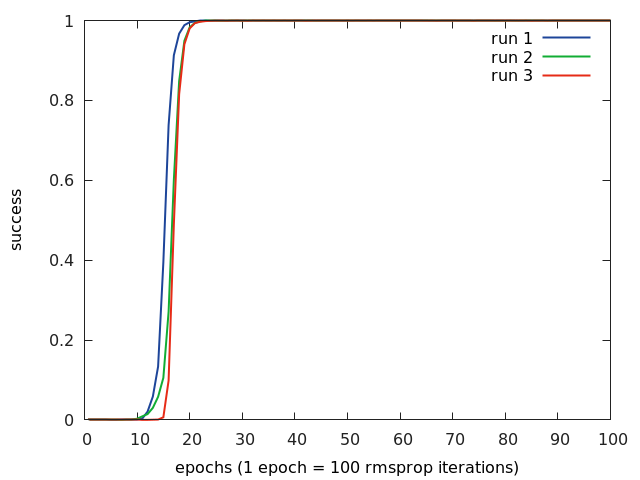 1
0.8
0.6
0.4
0.2
0
success
run 1
run 2
run 3
0 10 20 30 40 50 60 70 80 90 100
epochs (1 epoch = 100 rmsprop iterations)